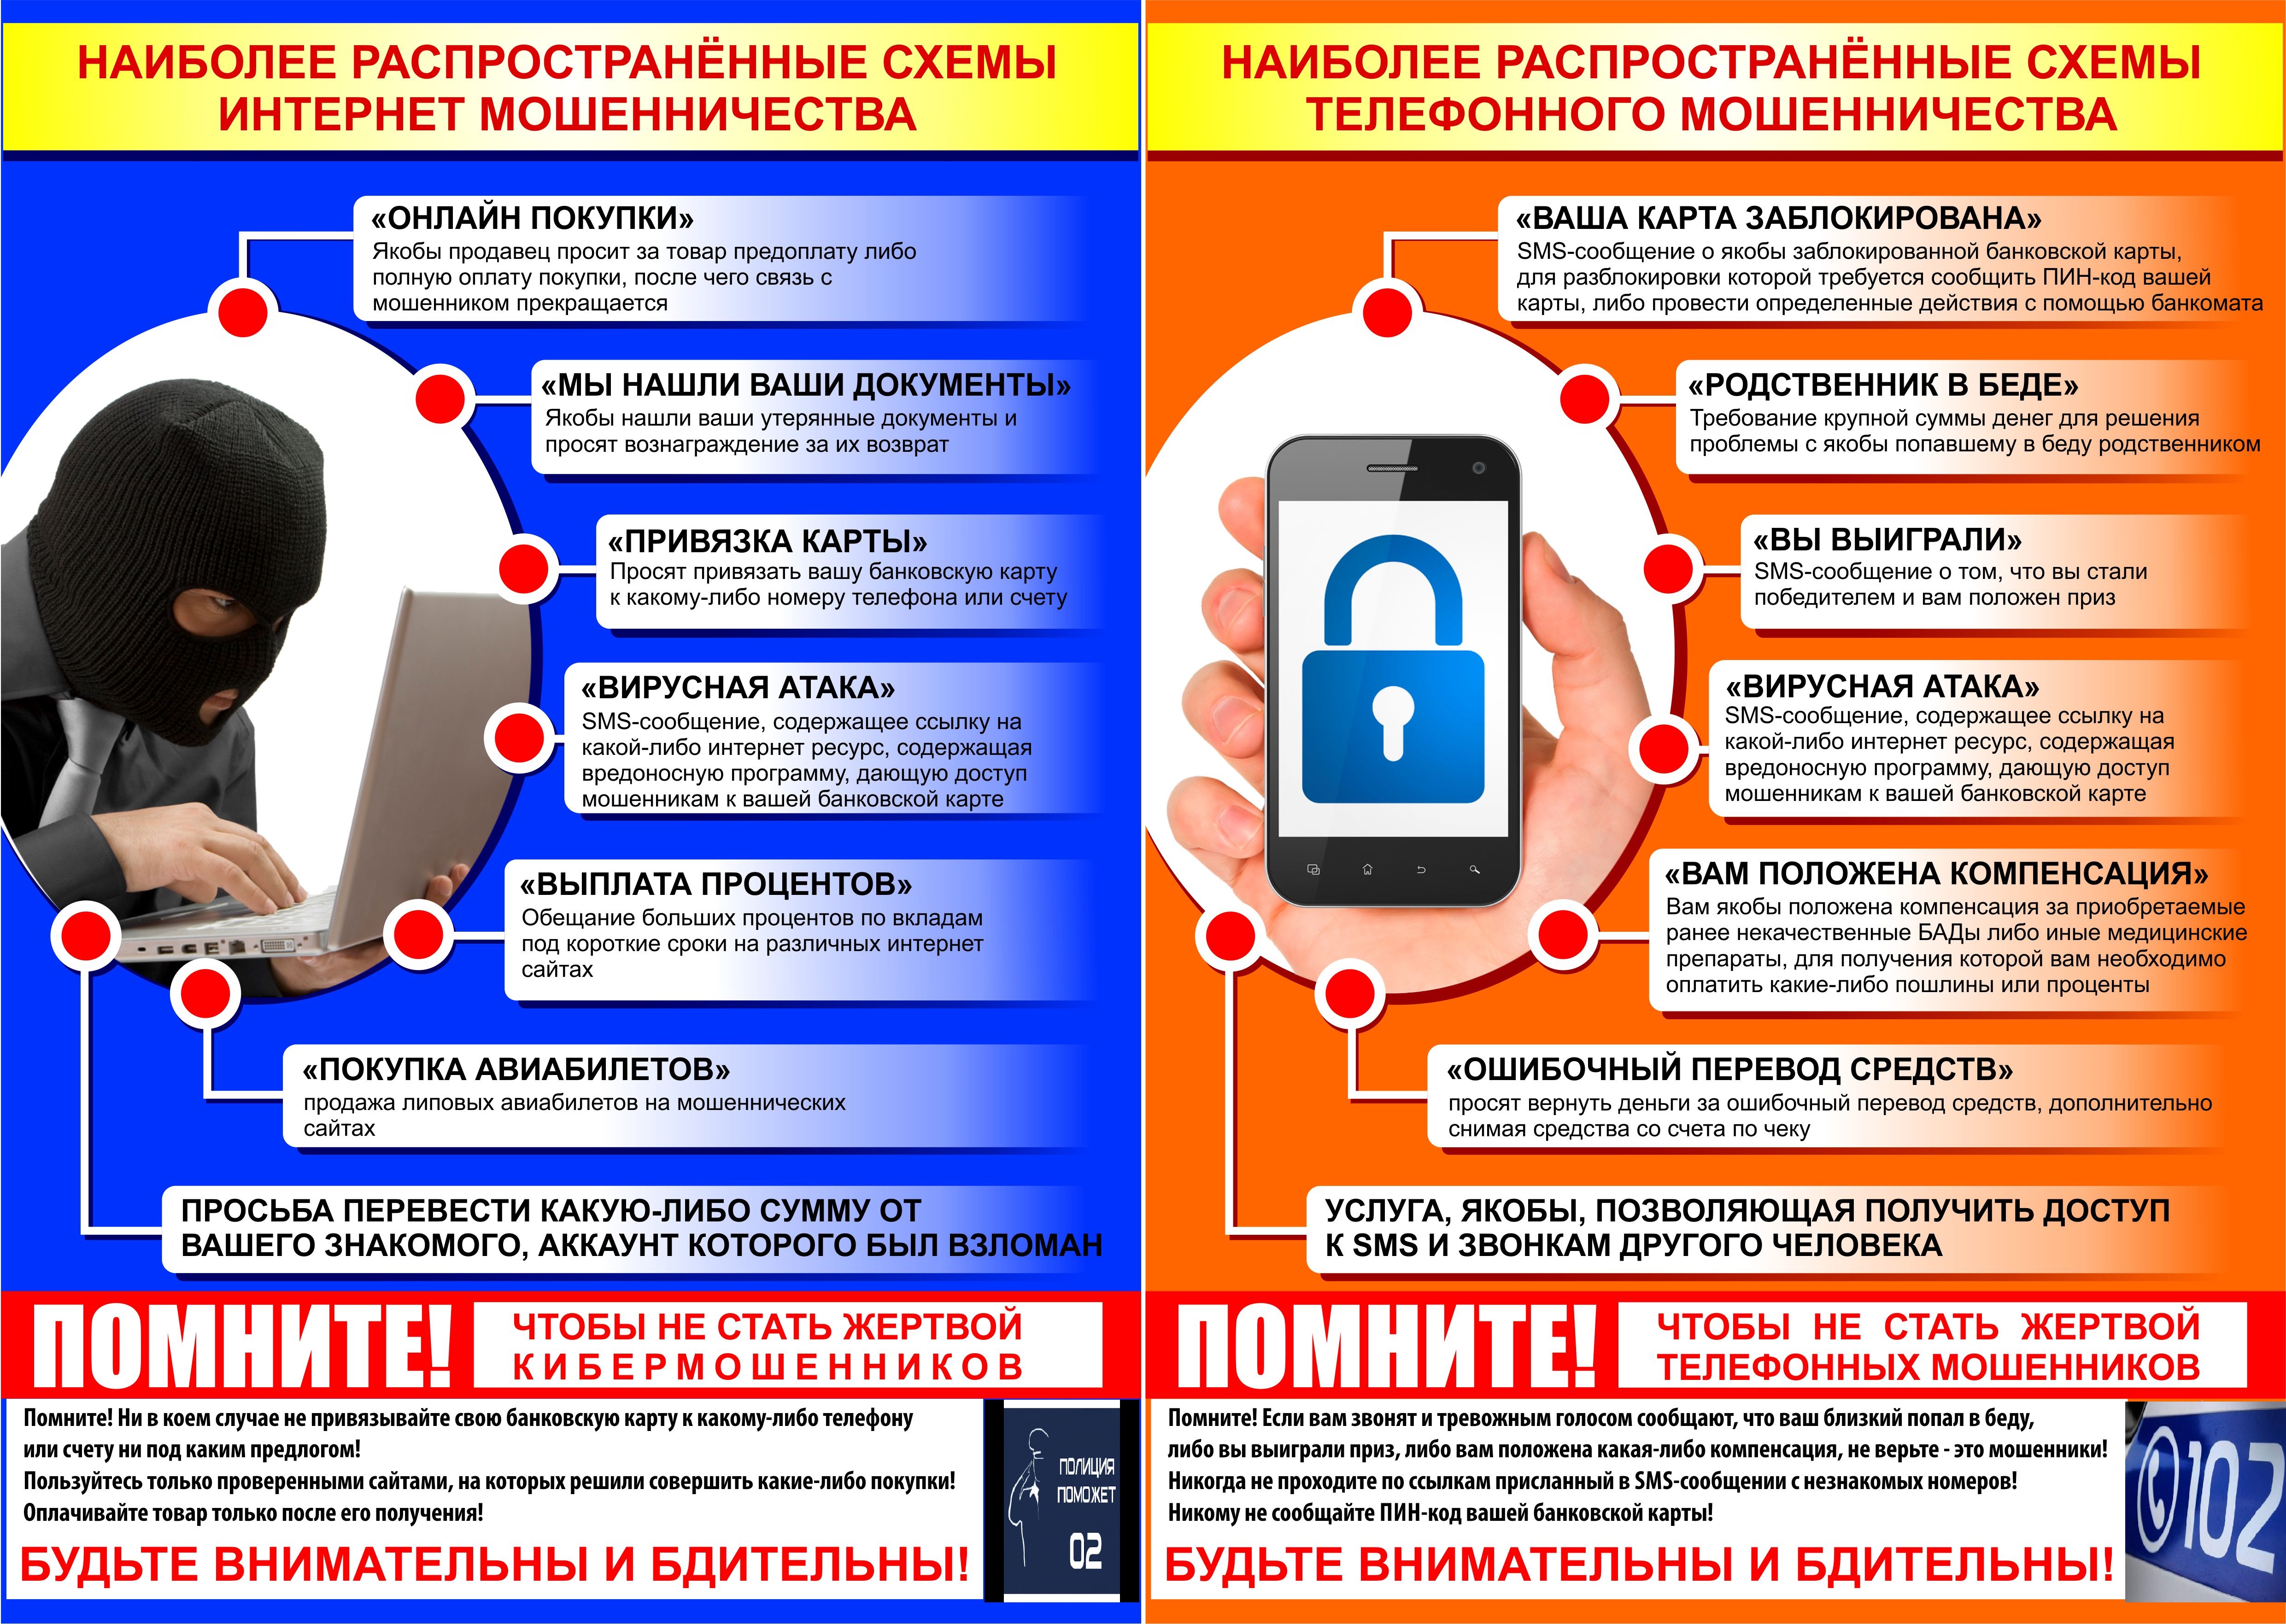 НАИБОЛЕЕ РАСПРОСТРАНЁННЫЕ СХЕМЫ
ИНТЕРНЕТ МОШЕННИЧЕСТВА
«ОНЛАЙН ПОКУПКИ»
Якобы продавец просит за товар предоплату либо
полную оплату покупки, после чего связь с
мошенником прекращается
«МЫ НАШЛИ ВАШИ ДОКУМЕНТЫ»
Якобы нашли ваши утерянные документы и
просят вознаграждение за их возврат
«ПРИВЯЗКА КАРТЫ»
Просят привязать вашу банковскую карту
к какому-либо номеру телефона или счету
«ВИРУСНАЯ АТАКА»
SMS-сообщение, содержащее ссылку на
какой-либо интернет ресурс, содержащая
вредоносную программу, дающую доступ
мошенникам к вашей банковской карте
«ВЫПЛАТА ПРОЦЕНТОВ»
Обещание больших процентов по вкладам
под короткие сроки на различных интернет
сайтах
«ПОКУПКА АВИАБИЛЕТОВ»
продажа липовых авиабилетов на мошеннических
сайтах
ПРОСЬБА ПЕРЕВЕСТИ КАКУЮ-ЛИБО СУММУ ОТ
ВАШЕГО ЗНАКОМОГО, АККАУНТ КОТОРОГО БЫЛ ВЗЛОМАН
ПОМНИТЕ!
ЧТОБЫ НЕ СТАТЬ ЖЕРТВОЙ
КИБЕРМОШЕННИКОВ
Помните! Ни в коем случае не привязывайте свою банковскую карту к какому-либо телефону
или счету ни под каким предлогом!
Пользуйтесь только проверенными сайтами, на которых решили совершить какие-либо покупки!
Оплачивайте товар только после его получения!
БУДЬТЕ ВНИМАТЕЛЬНЫ И БДИТЕЛЬНЫ!
ПОЛИЦИЯ
ПОМОЖЕТ
02
НАИБОЛЕЕ РАСПРОСТРАНЁННЫЕ СХЕМЫ
ТЕЛЕФОННОГО МОШЕННИЧЕСТВА
«ВАША КАРТА ЗАБЛОКИРОВАНА»
SMS-сообщение о якобы заблокированной банковской карты,
для разблокировки которой требуется сообщить ПИН-код вашей
карты, либо провести определенные действия с помощью банкомата
«РОДСТВЕННИК В БЕДЕ»
Требование крупной суммы денег для решения
проблемы с якобы попавшему в беду родственником
«ВЫ ВЫИГРАЛИ»
SMS-сообщение о том, что вы стали
победителем и вам положен приз
«ВИРУСНАЯ АТАКА»
SMS-сообщение, содержащее ссылку на
какой-либо интернет ресурс, содержащая
вредоносную программу, дающую доступ
мошенникам к вашей банковской карте
«ВАМ ПОЛОЖЕНА КОМПЕНСАЦИЯ»
Вам якобы положена компенсация за приобретаемые
ранее некачественные БАДы либо иные медицинские
препараты, для получения которой вам необходимо
оплатить какие-либо пошлины или проценты
«ОШИБОЧНЫЙ ПЕРЕВОД СРЕДСТВ»
просят вернуть деньги за ошибочный перевод средств, дополнительно
снимая средства со счета по чеку
УСЛУГА, ЯКОБЫ, ПОЗВОЛЯЮЩАЯ ПОЛУЧИТЬ ДОСТУП
К SMS И ЗВОНКАМ ДРУГОГО ЧЕЛОВЕКА
ПОМНИТЕ!
ЧТОБЫ НЕ СТАТЬ ЖЕРТВОЙ
ТЕЛЕФОННЫХ МОШЕННИКОВ
Помните! Если вам звонят и тревожным голосом сообщают, что ваш близкий попал в беду,
либо вы выиграли приз, либо вам положена какая-либо компенсация, не верьте - это мошенники!
Никогда не проходите по ссылкам присланный в SMS-сообщении с незнакомых номеров!
Никому не сообщайте ПИН-код вашей банковской карты!
БУДЬТЕ ВНИМАТЕЛЬНЫ И БДИТЕЛЬНЫ!
102